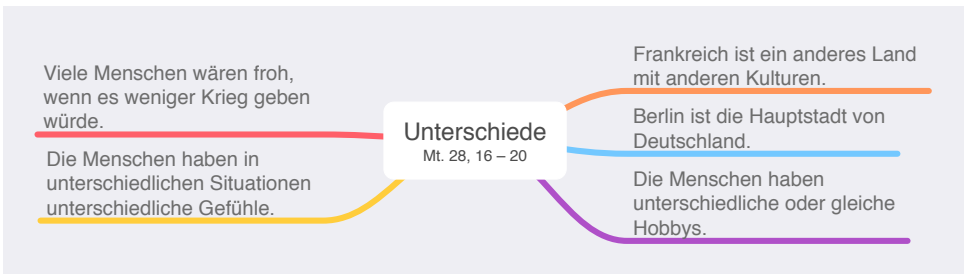 Viele Menschen wären froh,
wenn es weniger Krieg geben
würde.
Die Menschen haben in
unterschiedlichen Situationen
unterschiedliche Gefühle.
Unterschiede
Mt. 28, 16 – 20
Frankreich ist ein anderes Land
mit anderen Kulturen.
Berlin ist die Hauptstadt von
Deutschland.
Die Menschen haben
unterschiedliche oder gleiche
Hobbys.